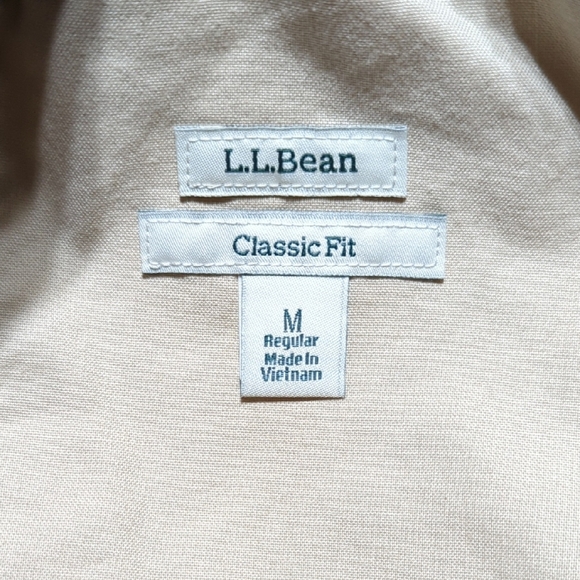 L.L.Bean
Classic Fit
M
Regular
Made In
Vietnam